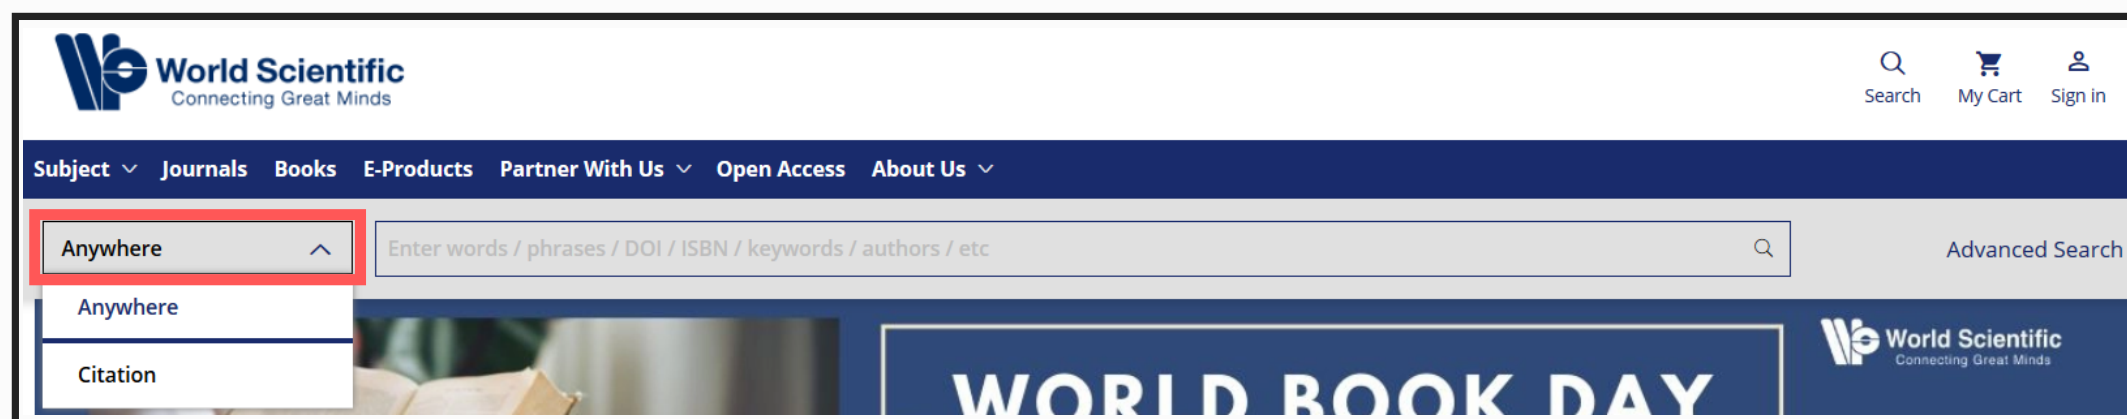 World Scientific
Connecting Great Minds
Search My Cart Sign in
Subject Journals Books E-Products Partner With Us Open Access About Us
Anywhere Enter words / phrases / DOI / ISBN / keywords / authors / etc Advanced Search
Anywhere
Citation
WORLD BOOK DAY
World Scientific
Connecting Great Minds